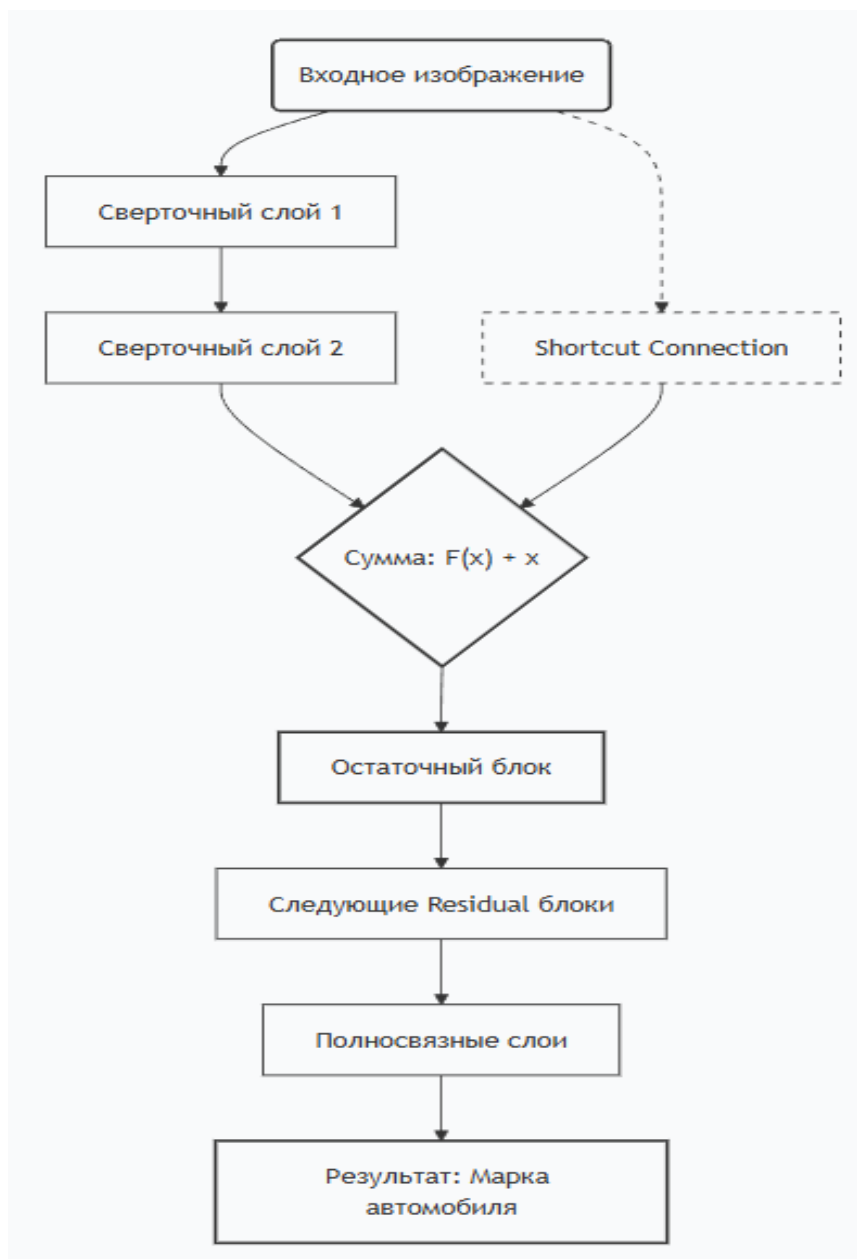 Входное изображение
Сверточный слой 1
Сверточный слой 2
Shortcut Connection
Сумма: F(x) + x
Остаточный блок
Следующие Residual блоки
Полносвязные слои
Результат: Марка
автомобиля